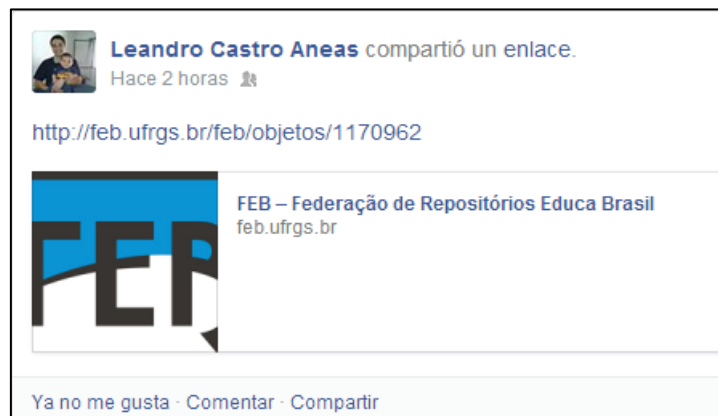 Leandro Castro Aneas compartió un enlace.
Hace 2 horas
http://feb.ufrgs.br/feb/objetos/1170962
FEB
FEB – Federação de Repositórios Educa Brasil
feb.ufrgs.br
Ya no me gusta · Comentar · Compartir